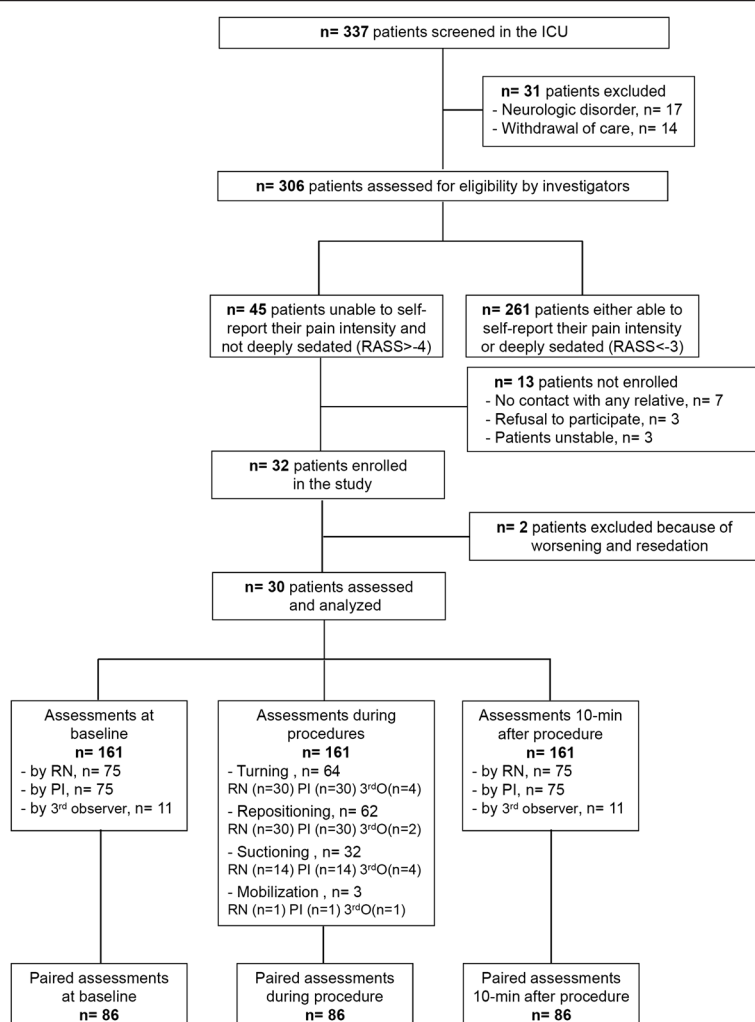 n= 337 patients screened in the ICU
n= 31 patients excluded
- Neurologic disorder, n= 17
- Withdrawal of care, n= 14
n= 306 patients assessed for eligibility by investigators
n= 45 patients unable to self-
report their pain intensity and
not deeply sedated (RASS>-4)
n= 261 patients either able to
self-report their pain intensity
or deeply sedated (RASS<-3)
n= 13 patients not enrolled
- No contact with any relative, n= 7
- Refusal to participate, n= 3
- Patients unstable, n= 3
n= 32 patients enrolled
in the study
n= 2 patients excluded because of
worsening and resedation
n= 30 patients assessed
and analyzed
Assessments at
baseline
n= 161
- by RN, n= 75
- by PI, n= 75
- by 3rd observer, n= 11
Assessments during
procedures
n= 161
- Turning , n= 64
RN (n=30) PI (n=30) 3rdO(n=4)
- Repositioning, n= 62
RN (n=30) PI (n=30) 3rdO(n=2)
- Suctioning , n= 32
RN (n=14) PI (n=14) 3rdO(n=4)
- Mobilization , n= 3
RN (n=1) PI (n=1) 3rdO(n=1)
Assessments 10-min
after procedure
n= 161
- by RN, n= 75
- by PI, n= 75
- by 3rd observer, n= 11
Paired assessments
at baseline
n= 86
Paired assessments
during procedure
n= 86
Paired assessments
10-min after procedure
n= 86